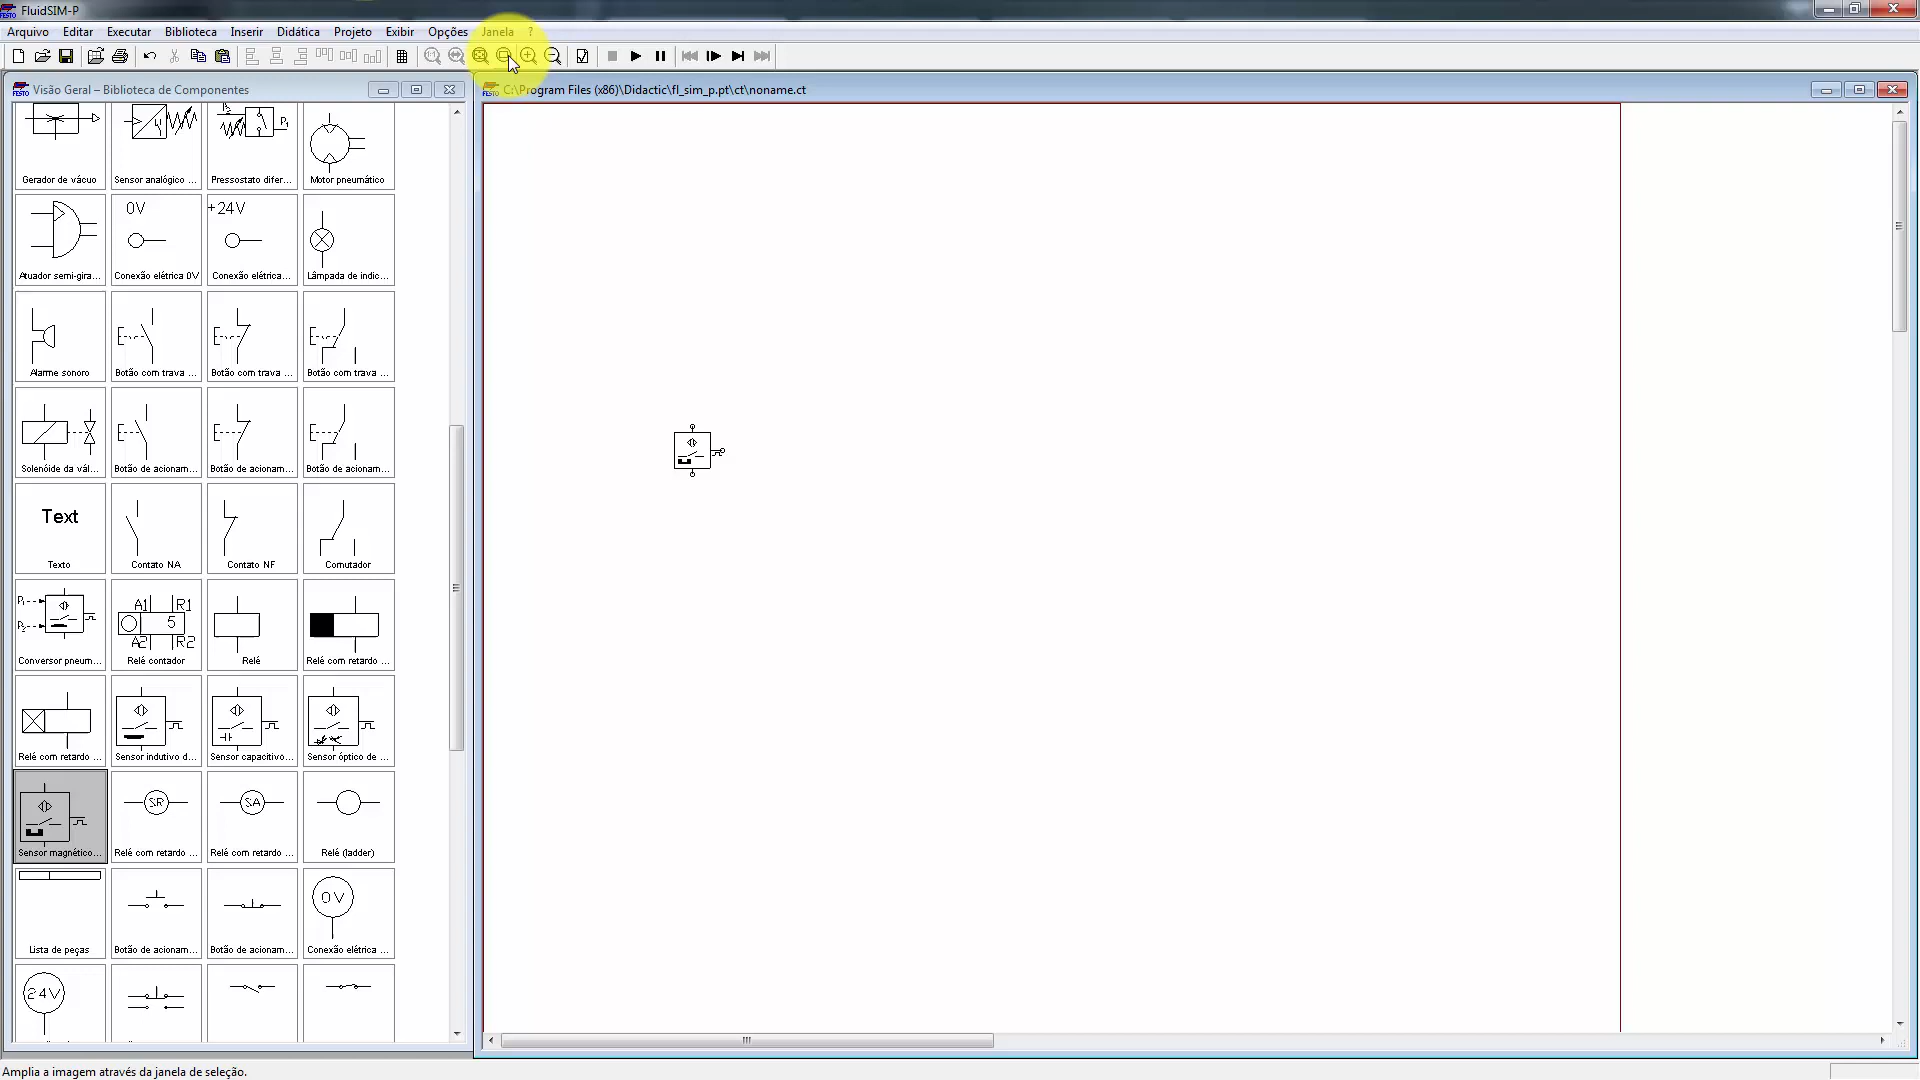 FluidSIM-P
Arquivo Editar Executar Biblioteca Inserir Didática Projeto Exibir Opções Janela ?
FESTO Visão Geral – Biblioteca de Componentes
FESTO C:\Program Files (x86)\Didactic\fl_sim_p.pt\ct\noname.ct
P1
Gerador de vácuo Sensor analógico ... Pressostato difer... Motor pneumático
0V +24V
Atuador semi-gira... Conexão elétrica 0V Conexão elétrica... Lâmpada de indic...
Alarme sonoro Botão com trava ... Botão com trava ... Botão com trava ...
Solenóide da vál... Botão de acionam... Botão de acionam... Botão de acionam...
Text
Texto Contato NA Contato NF Comutador
P1 A1 R1
P2 5
A2 R2
Conversor pneum... Relé contador Relé Relé com retardo ...
Relé com retardo ... Sensor indutivo d... Sensor capacitivo... Sensor óptico de ...
SR SA
Sensor magnético... Relé com retardo ... Relé com retardo ... Relé (ladder)
0V
Lista de peças Botão de acionam... Botão de acionam... Conexão elétrica ...
24V
Amplia a imagem através da janela de seleção.